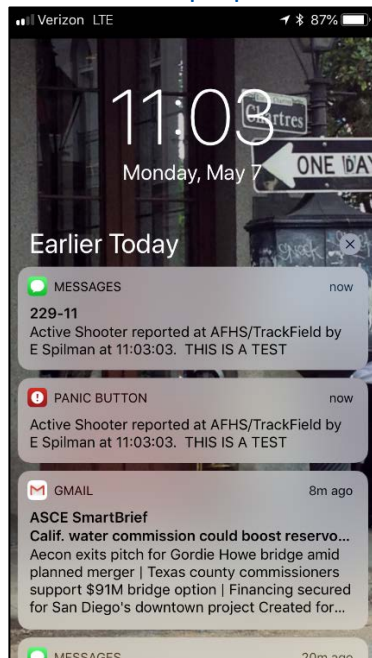 Verizon LTE 87%
11:03
Chartres
Monday, May 7
ONE WAY
Earlier Today
MESSAGES now
229-11
Active Shooter reported at AFHS/TrackField by
E Spilman at 11:03:03. THIS IS A TEST
PANIC BUTTON now
Active Shooter reported at AFHS/TrackField by
E Spilman at 11:03:03. THIS IS A TEST
GMAIL 8m ago
ASCE SmartBrief
Calif. water commission could boost reservo...
Aecon exits pitch for Gordie Howe bridge amid
planned merger | Texas county commissioners
support $91M bridge option | Financing secured
for San Diego's downtown project Created for...
MESSAGES 20m ago